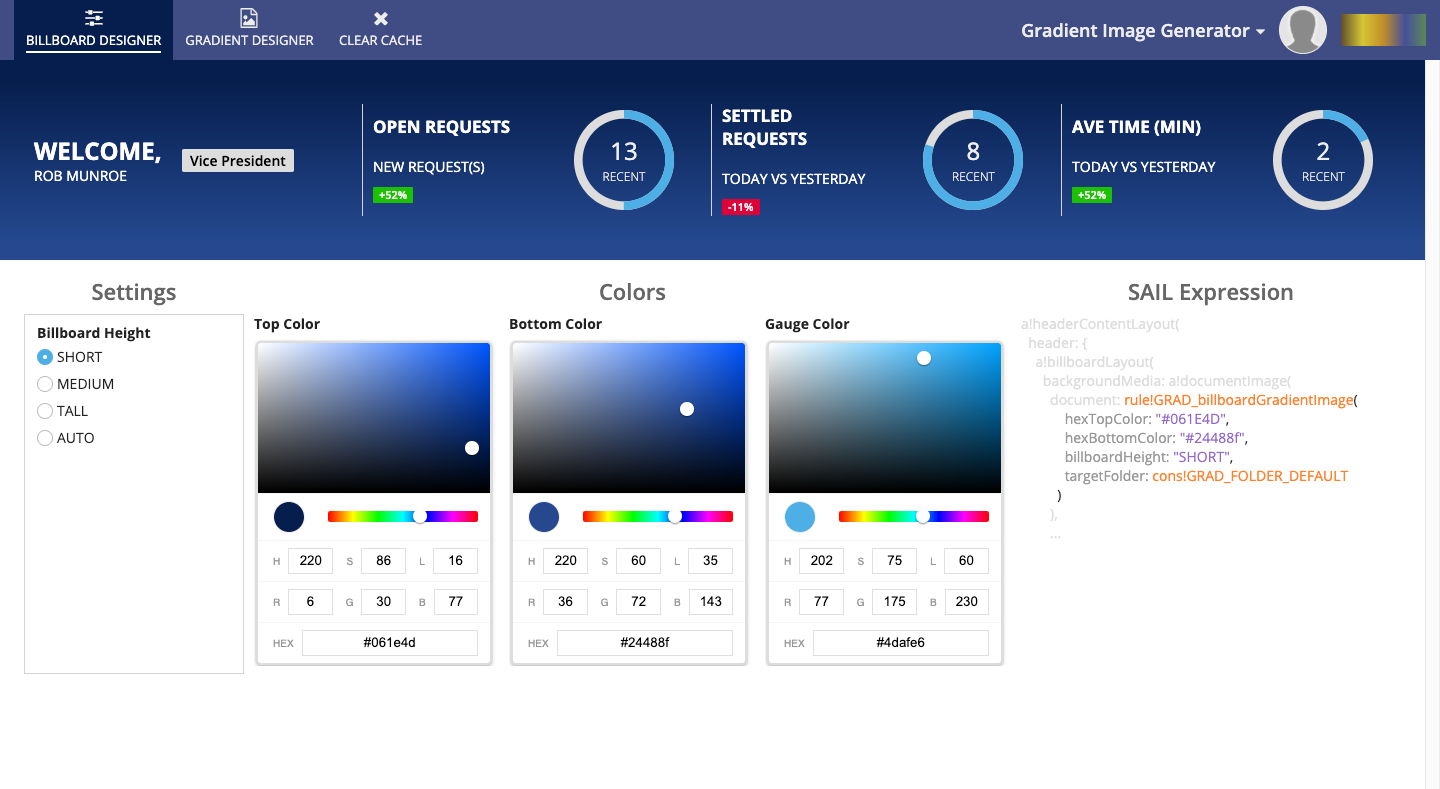 BILLBOARD DESIGNER
GRADIENT DESIGNER
CLEAR CACHE
Gradient Image Generator
WELCOME,
ROB MUNROE
Vice President
OPEN REQUESTS
NEW REQUEST(S)
+52%
13
RECENT
SETTLED
REQUESTS
TODAY VS YESTERDAY
-11%
8
RECENT
AVE TIME (MIN)
TODAY VS YESTERDAY
+52%
2
RECENT
Settings
Billboard Height
SHORT
MEDIUM
TALL
AUTO
Colors
Top Color
H 220 S 86 L 16
R 6 G 30 B 77
HEX #061e4d
Bottom Color
H 220 S 60 L 35
R 36 G 72 B 143
HEX #24488f
Gauge Color
H 202 S 75 L 60
R 77 G 175 B 230
HEX #4dafe6
SAIL Expression
a!headerContentLayout(
header: {
a!billboardLayout(
backgroundMedia: a!documentImage(
document: rule!GRAD_billboardGradientImage(
hexTopColor: "#061E4D",
hexBottomColor: "#24488f",
billboardHeight: "SHORT",
targetFolder: cons!GRAD_FOLDER_DEFAULT
)
),
...